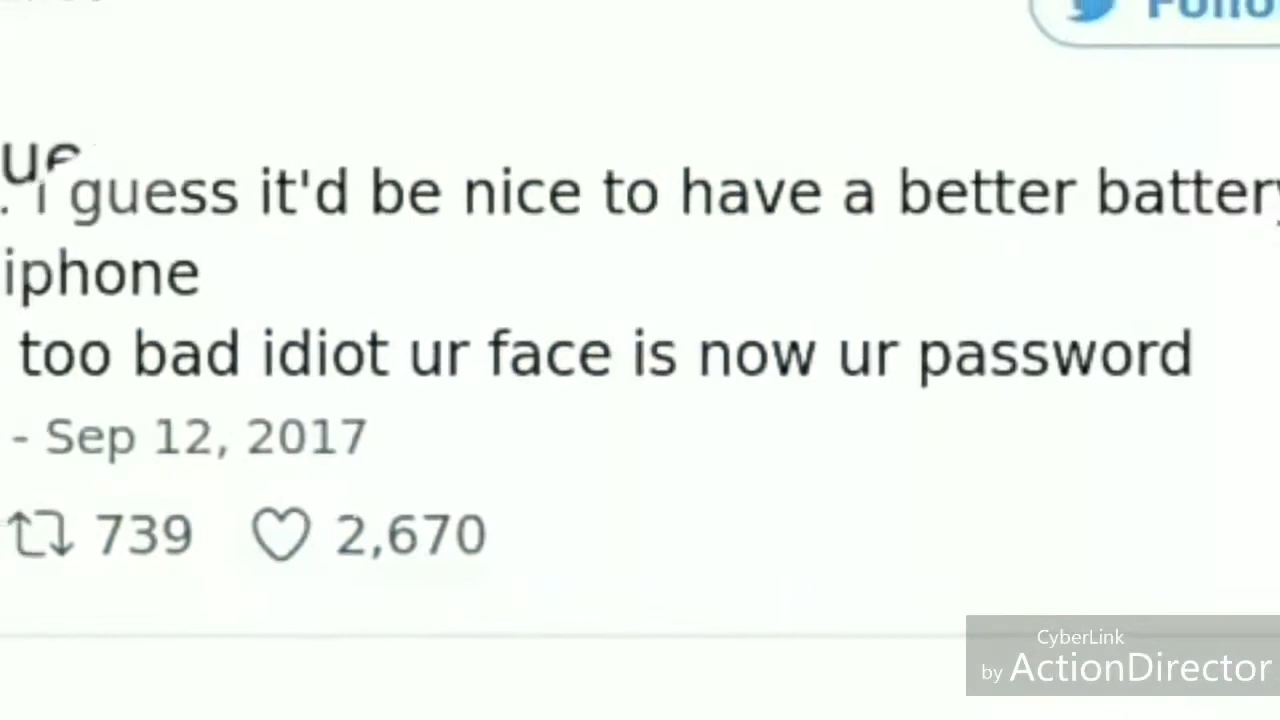 . i guess it'd be nice to have a better battery
iphone
too bad idiot ur face is now ur password
- Sep 12, 2017
739 2,670
CyberLink
by ActionDirector